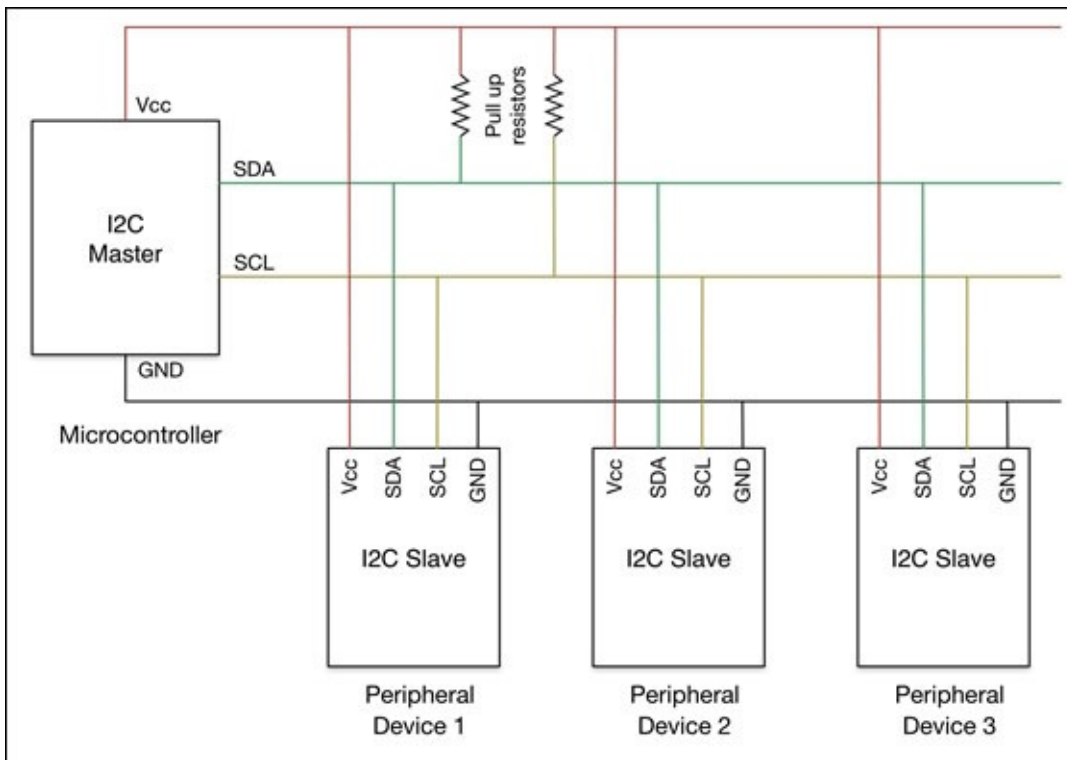 Vcc
Pull up
resistors
SDA
I2C
Master
SCL
GND
Microcontroller
Vcc
SDA
SCL
GND
I2C Slave
Peripheral
Device 1
Vcc
SDA
SCL
GND
I2C Slave
Peripheral
Device 2
Vcc
SDA
SCL
GND
I2C Slave
Peripheral
Device 3